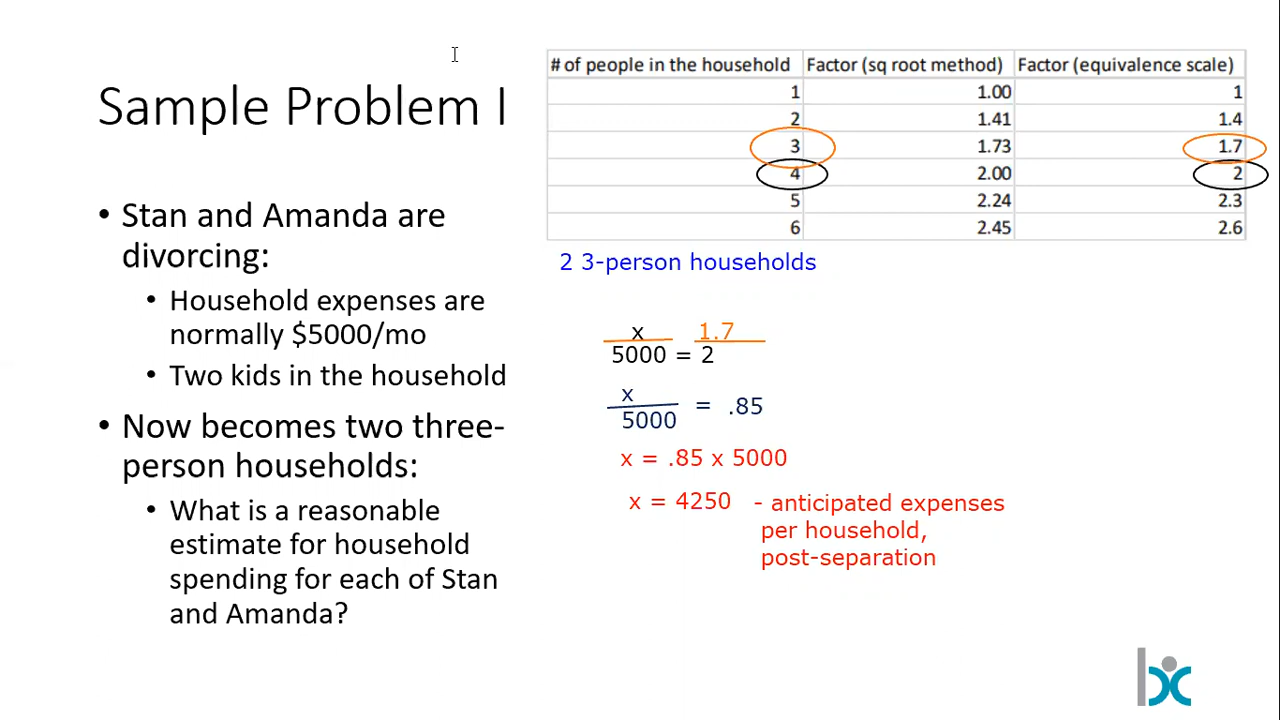 Sample Problem I
• Stan and Amanda are
divorcing:
• Household expenses are
normally $5000/mo
• Two kids in the household
• Now becomes two three-
person households:
• What is a reasonable
estimate for household
spending for each of Stan
and Amanda?
# of people in the household Factor (sq root method) Factor (equivalence scale)
1 1.00 1
2 1.41 1.4
3 1.73 1.7
4 2.00 2
5 2.24 2.3
6 2.45 2.6
2 3-person households
x 1.7
5000 = 2
x
5000 = .85
x = .85 x 5000
x = 4250 - anticipated expenses
per household,
post-separation